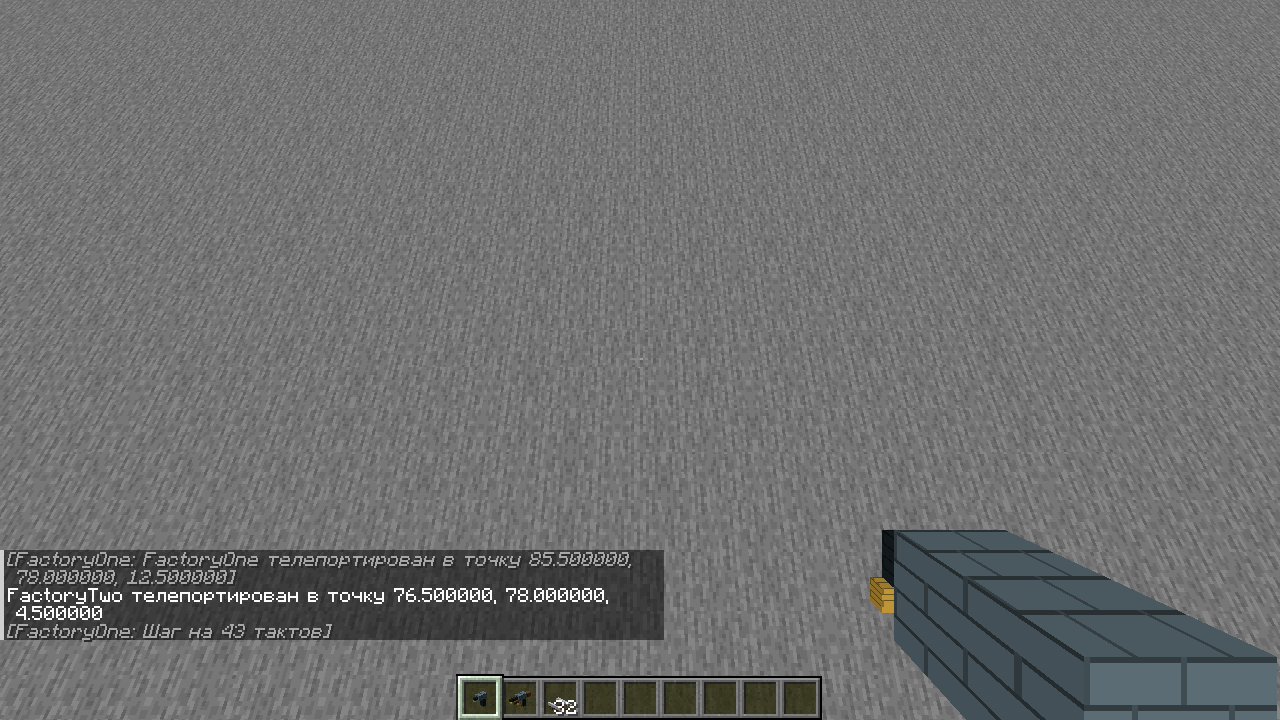 [FactoryOne: FactoryOne телепортирован в точку 85.500000,
78.000000, 12.500000]
FactoryTwo телепортирован в точку 76.500000, 78.000000,
4.500000
[FactoryOne: Шаг на 43 тактов]
32